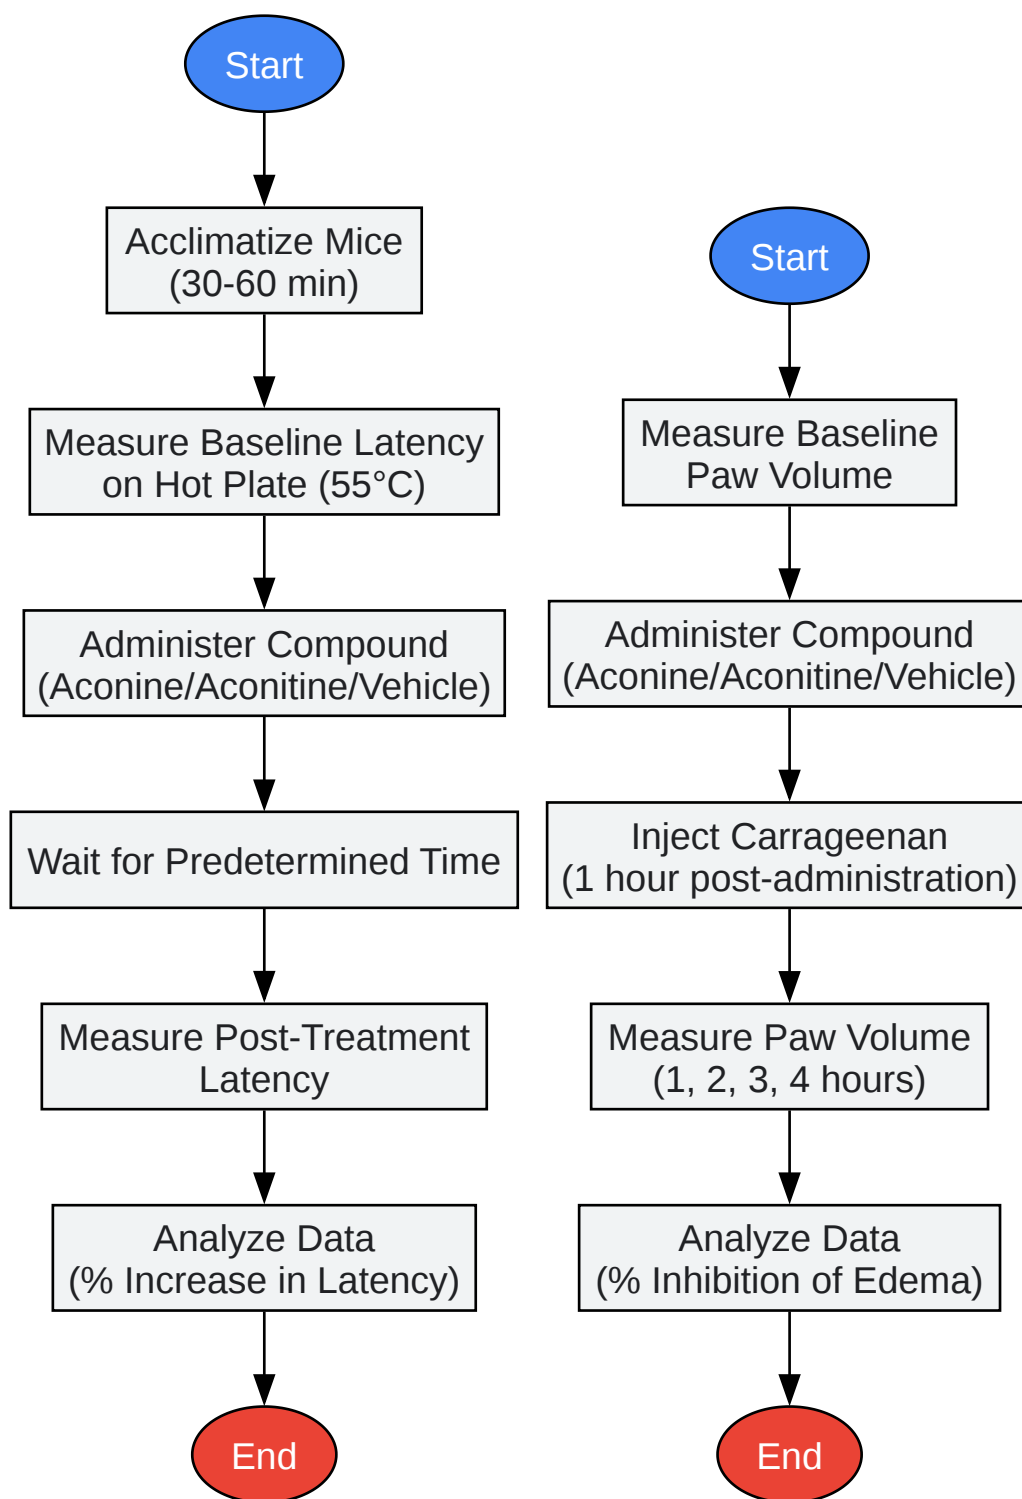 Start
Acclimatize Mice
(30-60 min)
Measure Baseline Latency
on Hot Plate (55°C)
Administer Compound
(Aconine/Aconitine/Vehicle)
Wait for Predetermined Time
Measure Post-Treatment
Latency
Analyze Data
(% Increase in Latency)
End
Start
Measure Baseline
Paw Volume
Administer Compound
(Aconine/Aconitine/Vehicle)
Inject Carrageenan
(1 hour post-administration)
Measure Paw Volume
(1, 2, 3, 4 hours)
Analyze Data
(% Inhibition of Edema)
End